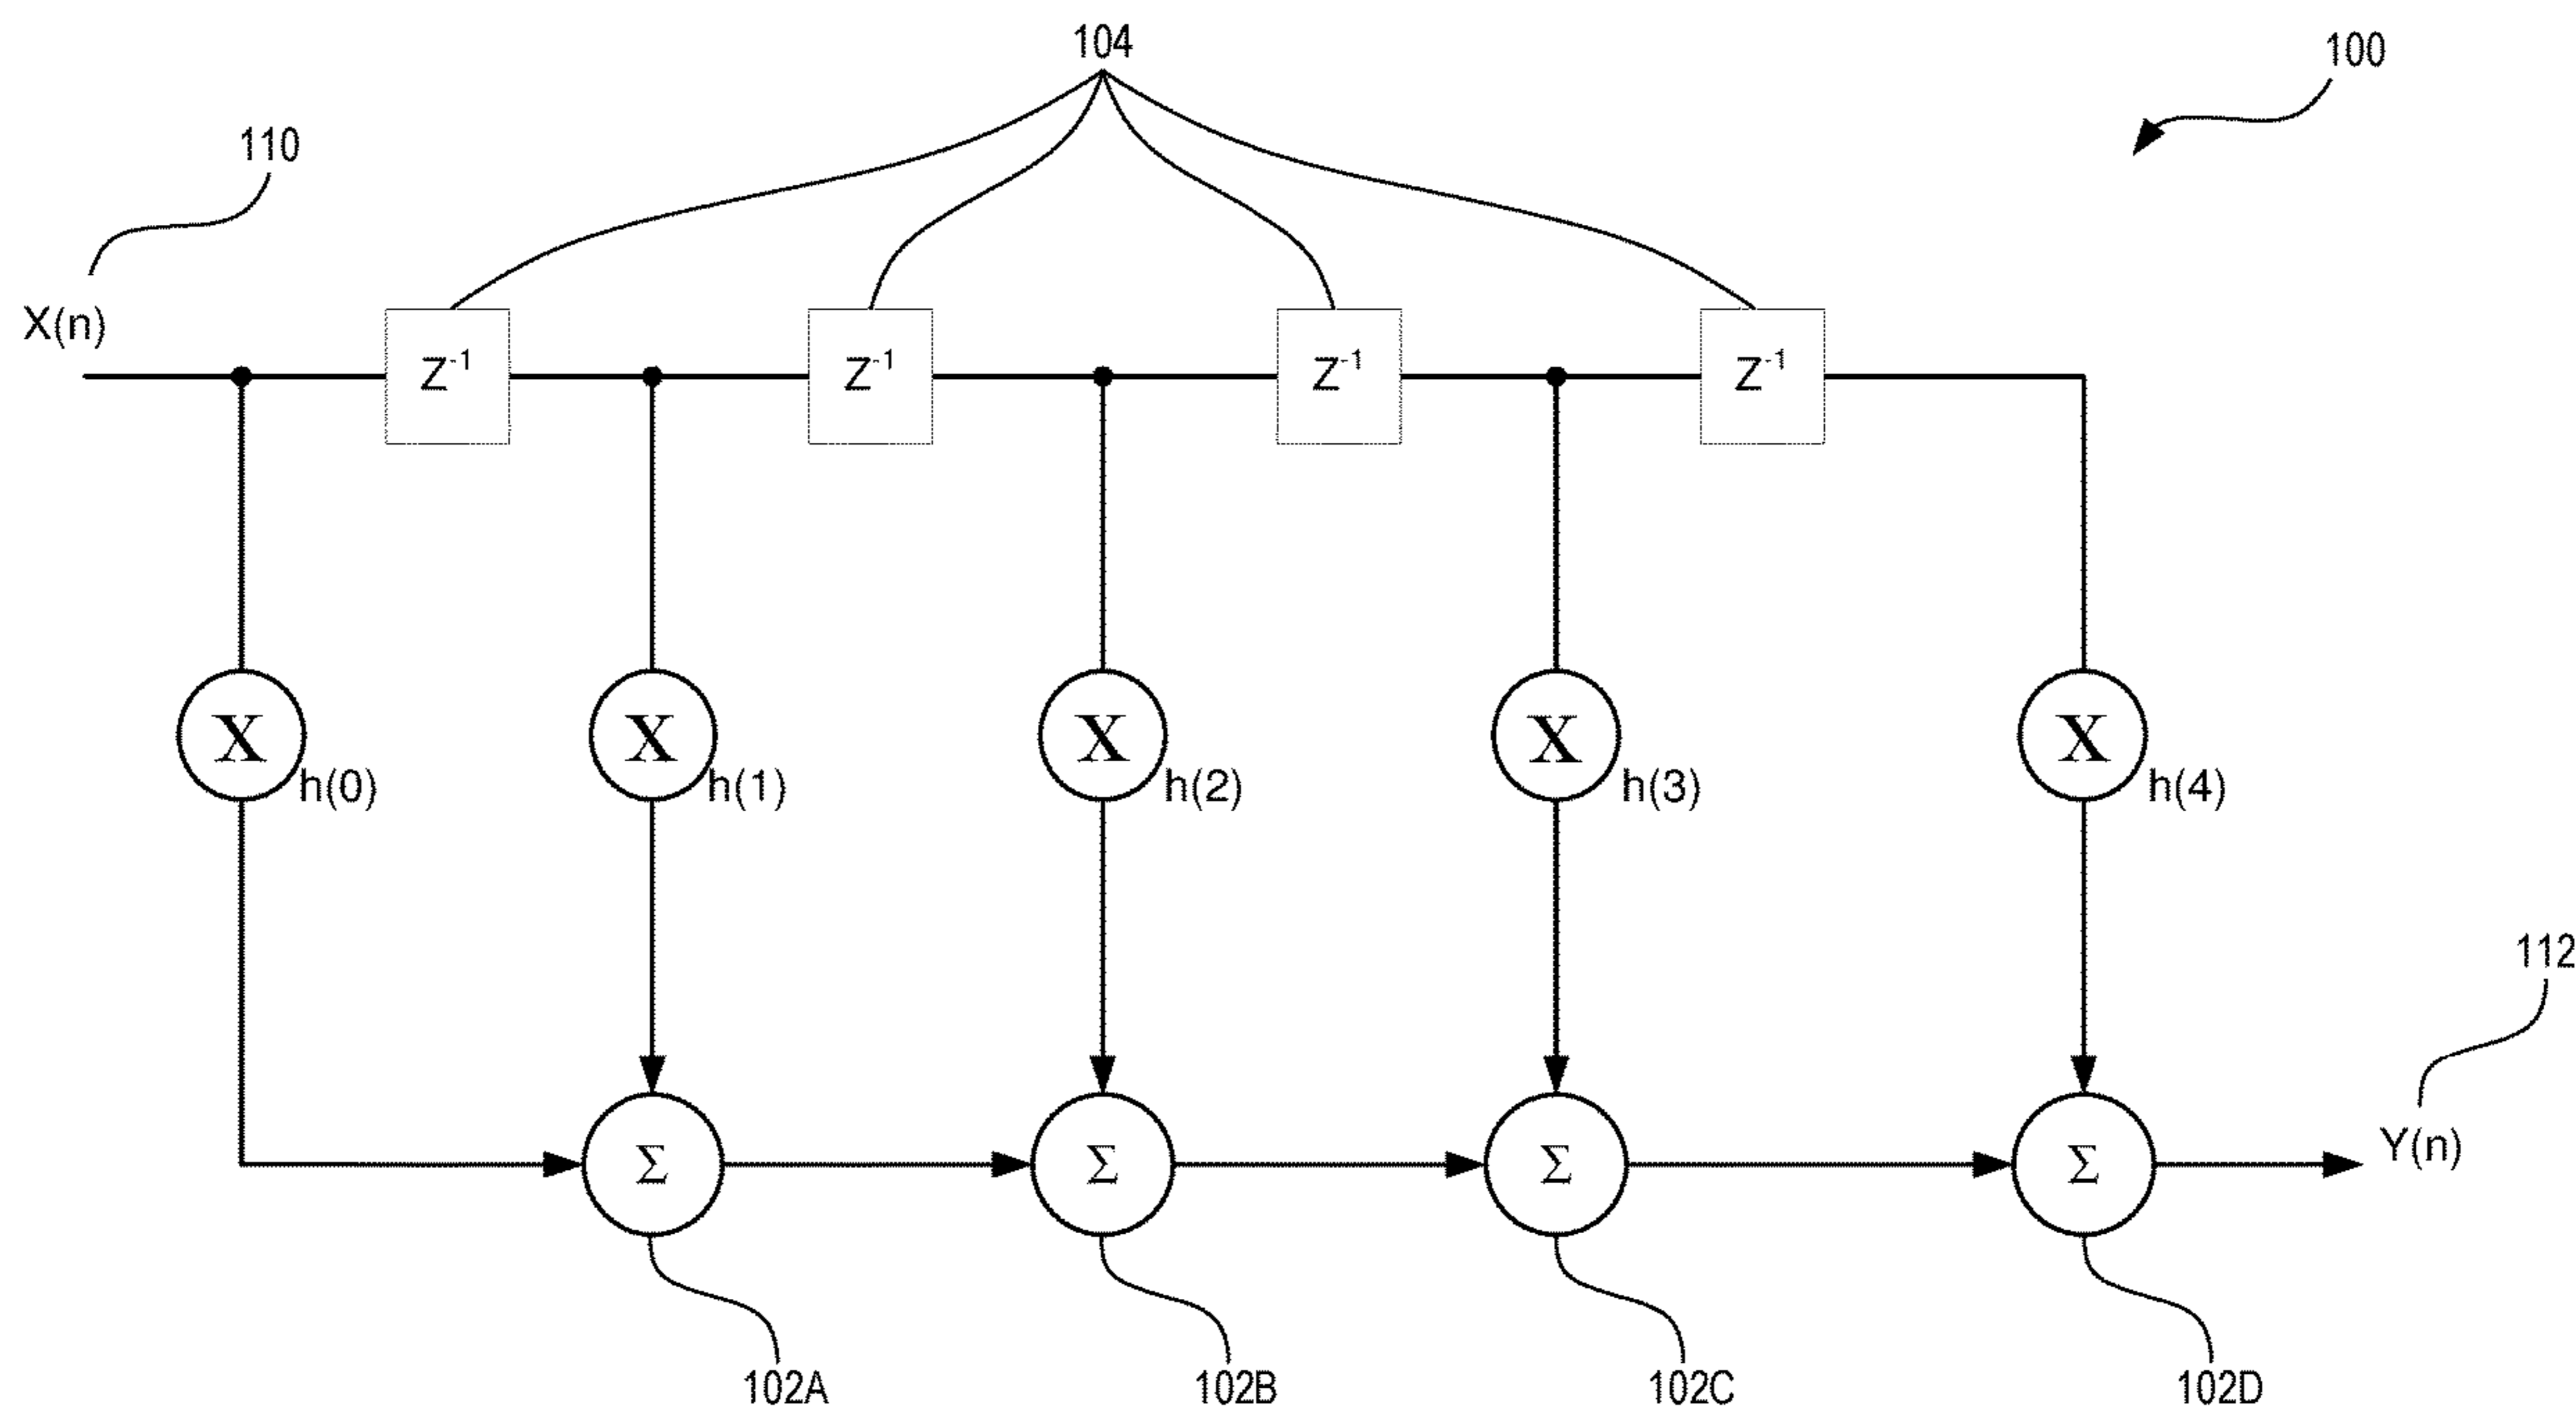 104
100
110
X(n)
Z⁻¹ Z⁻¹ Z⁻¹ Z⁻¹
X X X X X
h(0) h(1) h(2) h(3) h(4)
112
Y(n)
Σ Σ Σ Σ
102A 102B 102C 102D